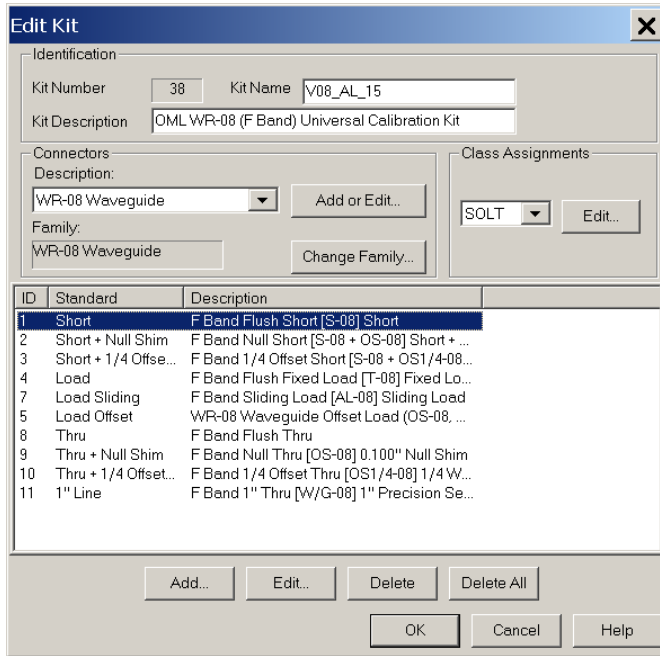 Edit Kit
Identification
Kit Number 38 Kit Name V08_AL_15
Kit Description OML WR-08 (F Band) Universal Calibration Kit
Connectors
Description:
WR-08 Waveguide
Add or Edit...
Family:
WR-08 Waveguide
Change Family...
Class Assignments
SOLT Edit...
ID Standard Description
1 Short F Band Flush Short [S-08] Short
2 Short + Null Shim F Band Null Short [S-08 + OS-08] Short + ...
3 Short + 1/4 Offse... F Band 1/4 Offset Short [S-08 + OS1/4-08...
4 Load F Band Flush Fixed Load [T-08] Fixed Lo...
7 Load Sliding F Band Sliding Load [AL-08] Sliding Load
5 Load Offset WR-08 Waveguide Offset Load (OS-08, ...
8 Thru F Band Flush Thru
9 Thru + Null Shim F Band Null Thru [OS-08] 0.100" Null Shim
10 Thru + 1/4 Offset... F Band 1/4 Offset Thru [OS1/4-08] 1/4 W...
11 1" Line F Band 1" Thru [W/G-08] 1" Precision Se...
Add... Edit... Delete Delete All
OK Cancel Help